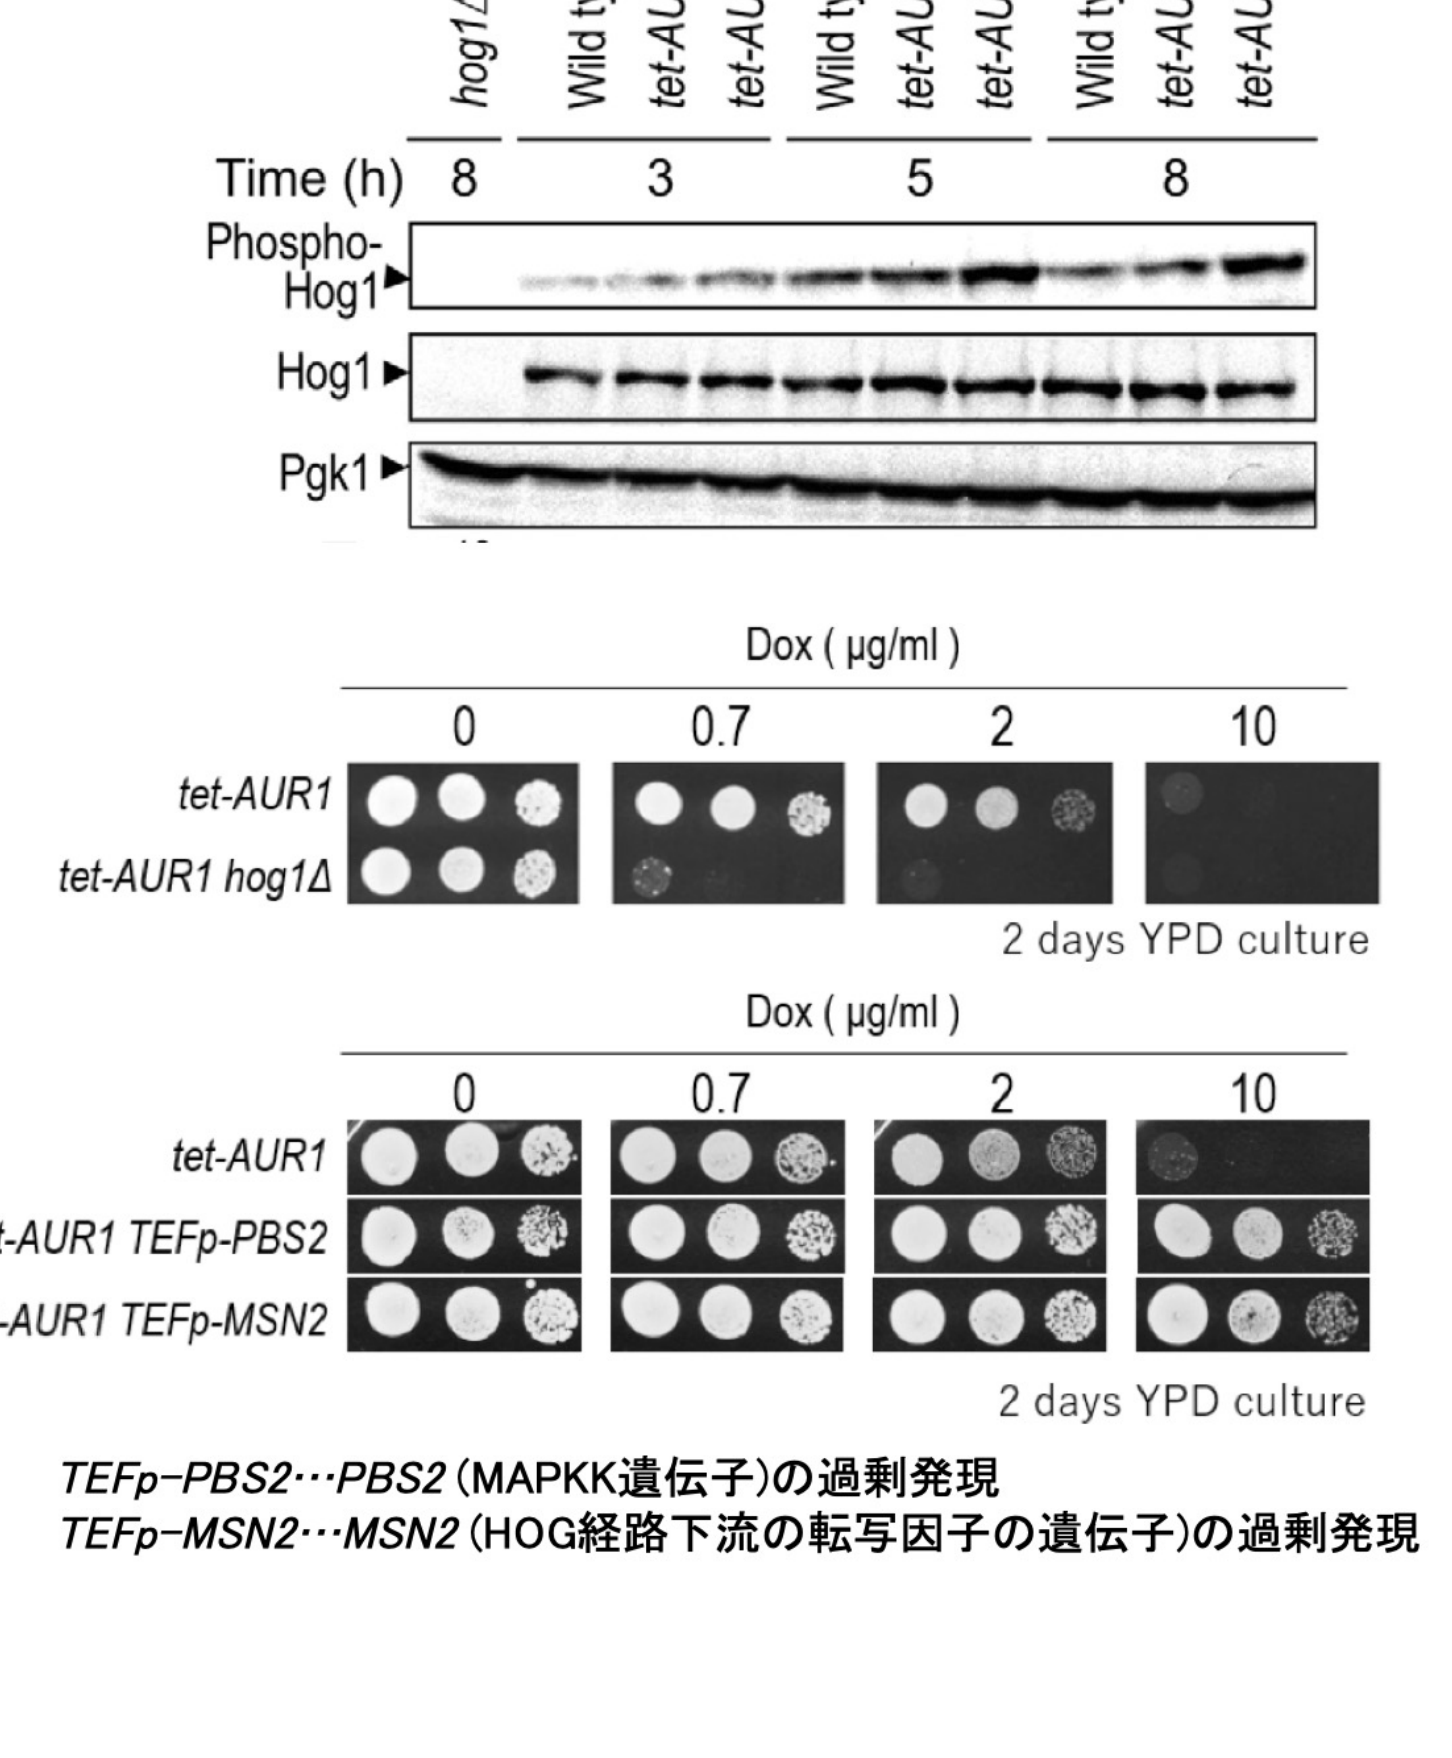 hog1Δ Wild ty tet-AU tet-AU Wild ty tet-AU tet-AU Wild ty tet-AU tet-AU
Time (h) 8 3 5 8
Phospho-
Hog1
Hog1
Pgk1
Dox ( µg/ml )
0 0.7 2 10
tet-AUR1
tet-AUR1 hog1Δ
2 days YPD culture
Dox ( µg/ml )
0 0.7 2 10
tet-AUR1
t-AUR1 TEFp-PBS2
-AUR1 TEFp-MSN2
2 days YPD culture
TEFp-PBS2…PBS2 (MAPKK遺伝子)の過剰発現
TEFp-MSN2…MSN2 (HOG経路下流の転写因子の遺伝子)の過剰発現